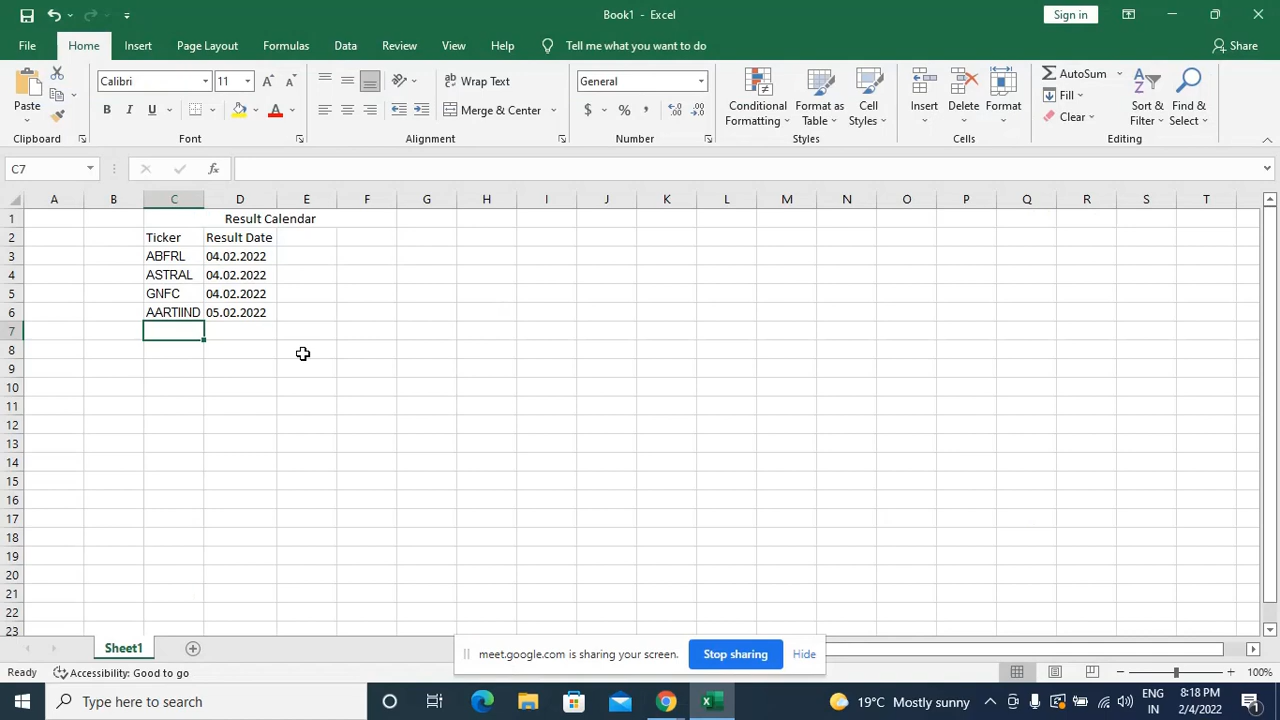 Book1 - Excel
Sign in
File Home Insert Page Layout Formulas Data Review View Help Tell me what you want to do Share
Calibri 11 Wrap Text General AutoSum
Paste B I U Merge & Center $ % Conditional Formatting Format as Table Cell Styles Insert Delete Format Fill Clear Sort & Filter Find & Select
Clipboard Font Alignment Number Styles Cells Editing
C7 fx
A B C D E F G H I J K L M N O P Q R S T
1 Result Calendar
2 Ticker Result Date
3 ABFRL 04.02.2022
4 ASTRAL 04.02.2022
5 GNFC 04.02.2022
6 AARTIIND 05.02.2022
7
8
9
10
11
12
13
14
15
16
17
18
19
20
21
22
23
Sheet1
meet.google.com is sharing your screen. Stop sharing Hide
Ready Accessibility: Good to go 100%
Type here to search 19°C Mostly sunny ENG IN 8:18 PM 2/4/2022 1